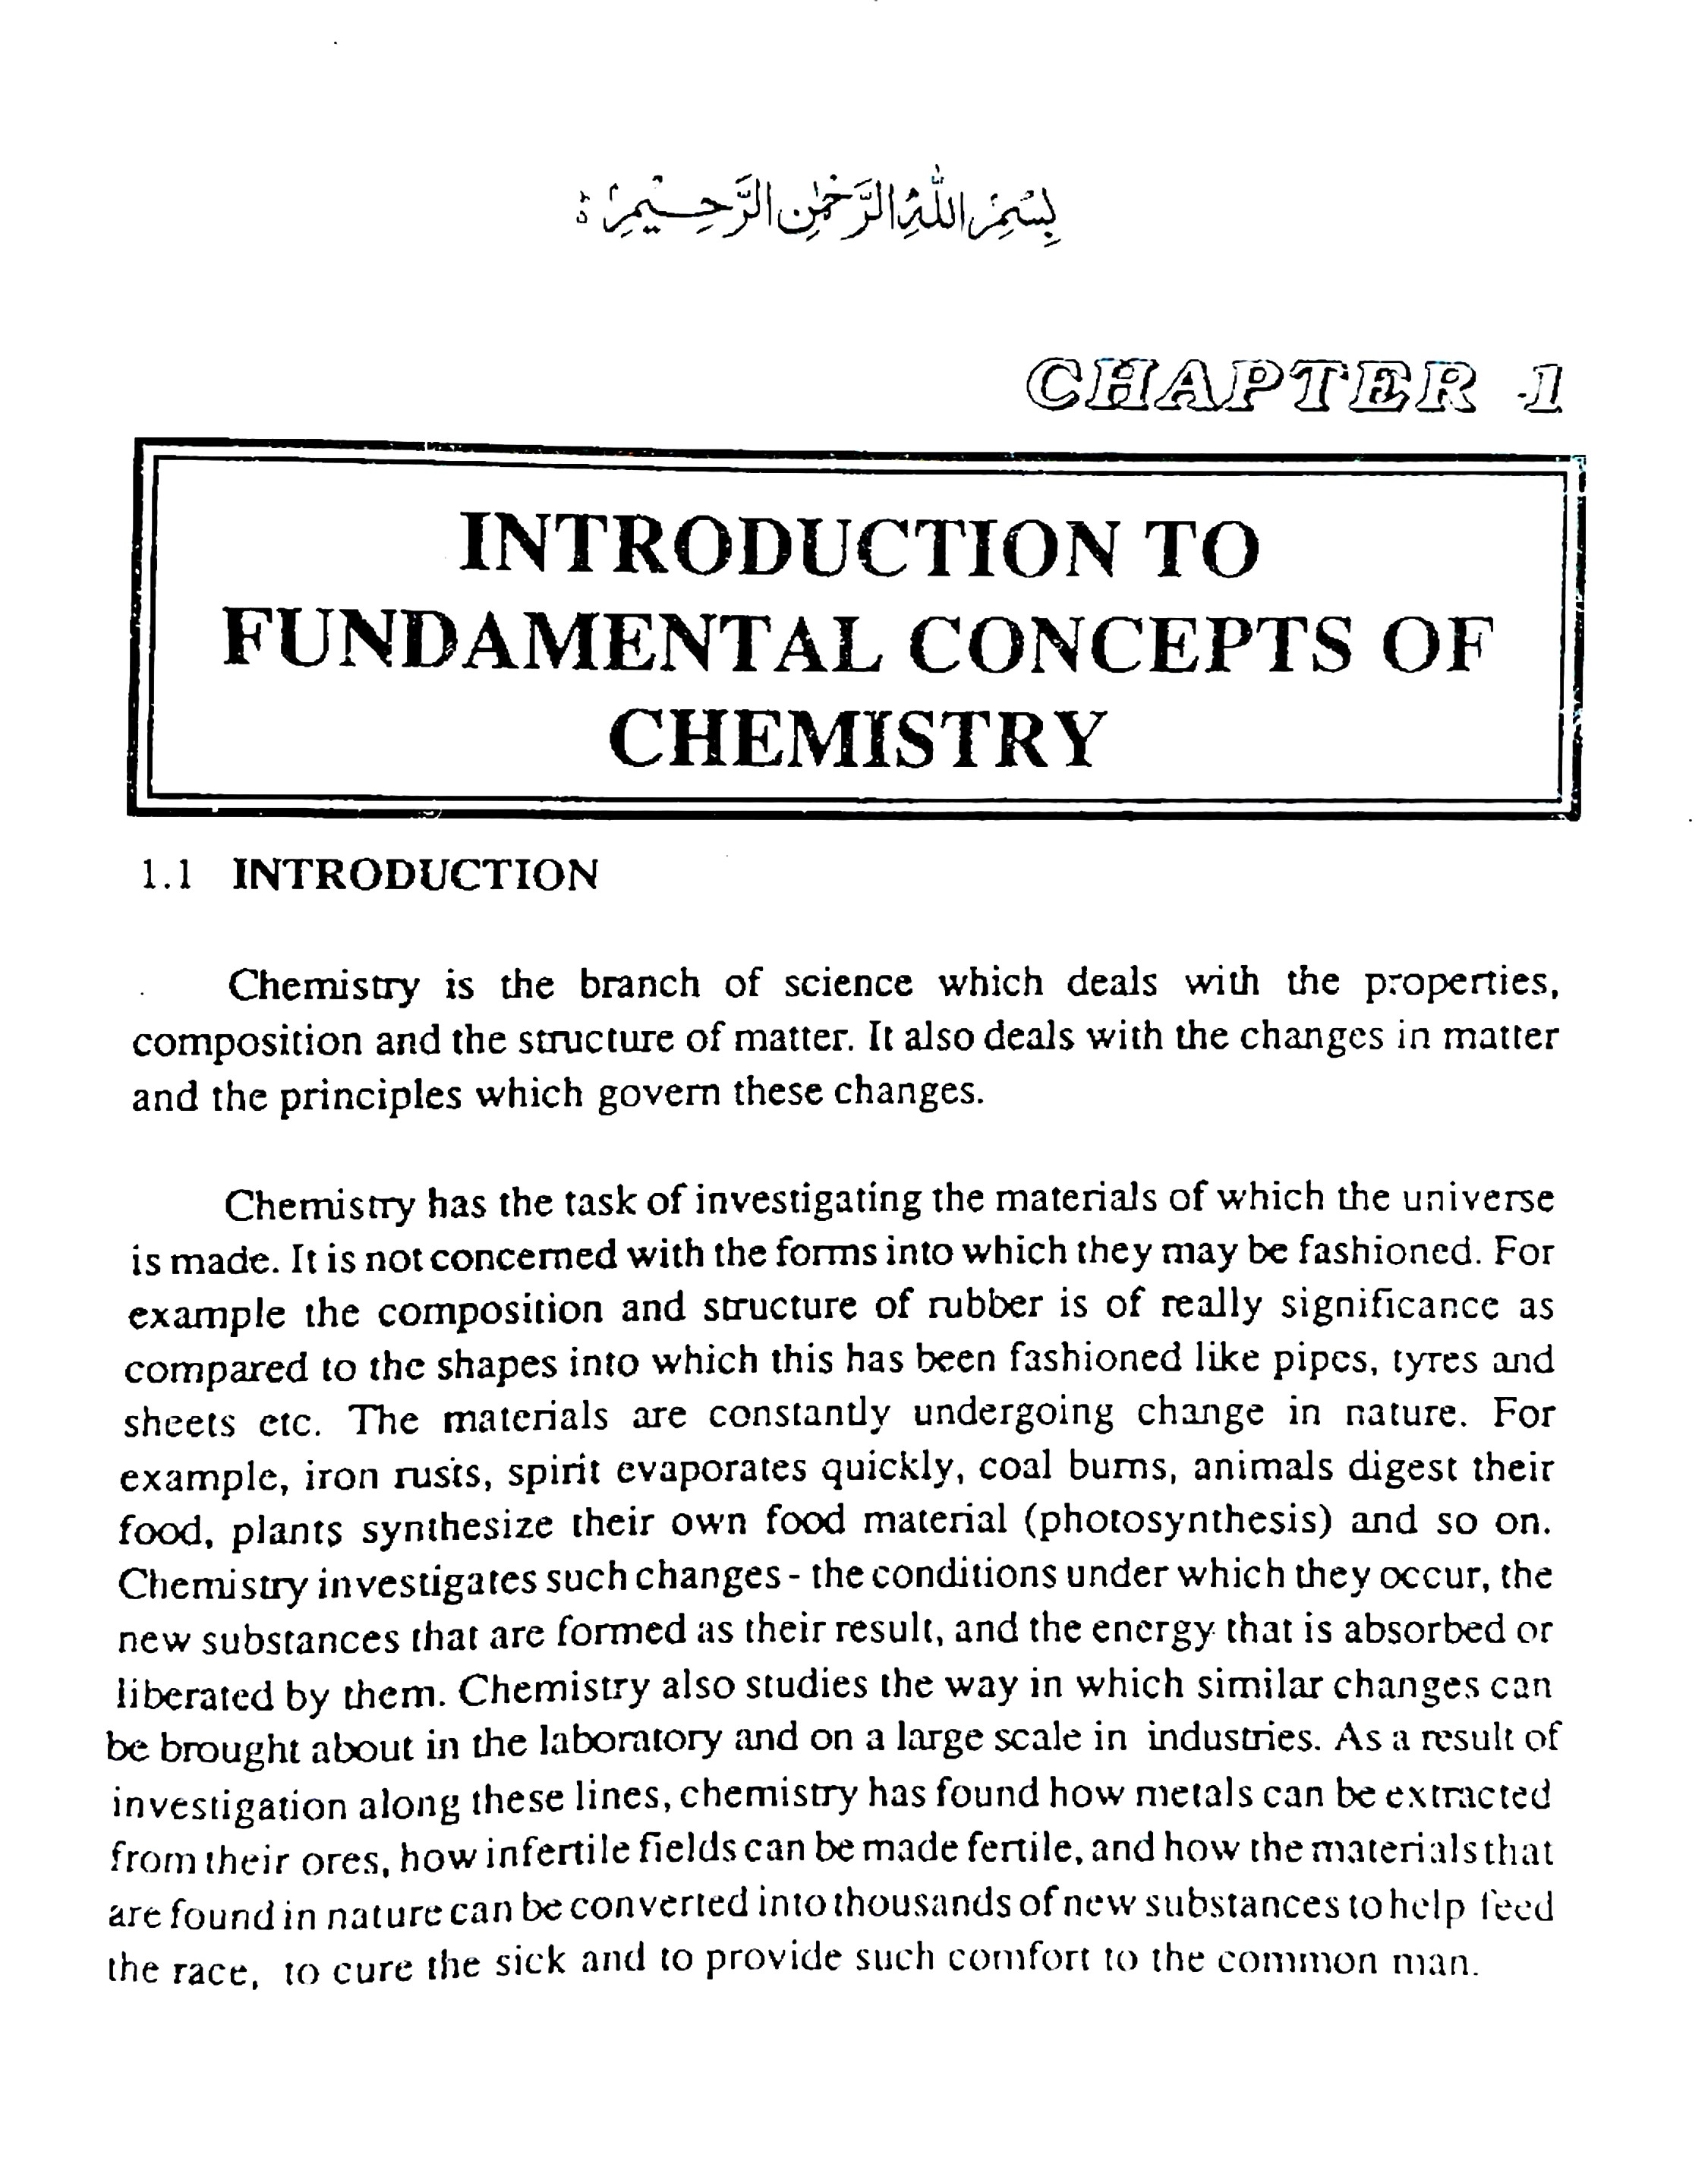 بِسْمِ اللّٰهِ الرَّحْمٰنِ الرَّحِيْمِ
CHAPTER 1
INTRODUCTION TO
FUNDAMENTAL CONCEPTS OF
CHEMISTRY
1.1 INTRODUCTION
Chemistry is the branch of science which deals with the properties,
composition and the structure of matter. It also deals with the changes in matter
and the principles which govern these changes.
Chemistry has the task of investigating the materials of which the universe
is made. It is not concerned with the forms into which they may be fashioned. For
example the composition and structure of rubber is of really significance as
compared to the shapes into which this has been fashioned like pipes, tyres and
sheets etc. The materials are constantly undergoing change in nature. For
example, iron rusts, spirit evaporates quickly, coal burns, animals digest their
food, plants synthesize their own food material (photosynthesis) and so on.
Chemistry investigates such changes - the conditions under which they occur, the
new substances that are formed as their result, and the energy that is absorbed or
liberated by them. Chemistry also studies the way in which similar changes can
be brought about in the laboratory and on a large scale in industries. As a result of
investigation along these lines, chemistry has found how metals can be extracted
from their ores, how infertile fields can be made fertile, and how the materials that
are found in nature can be converted into thousands of new substances to help feed
the race, to cure the sick and to provide such comfort to the common man.